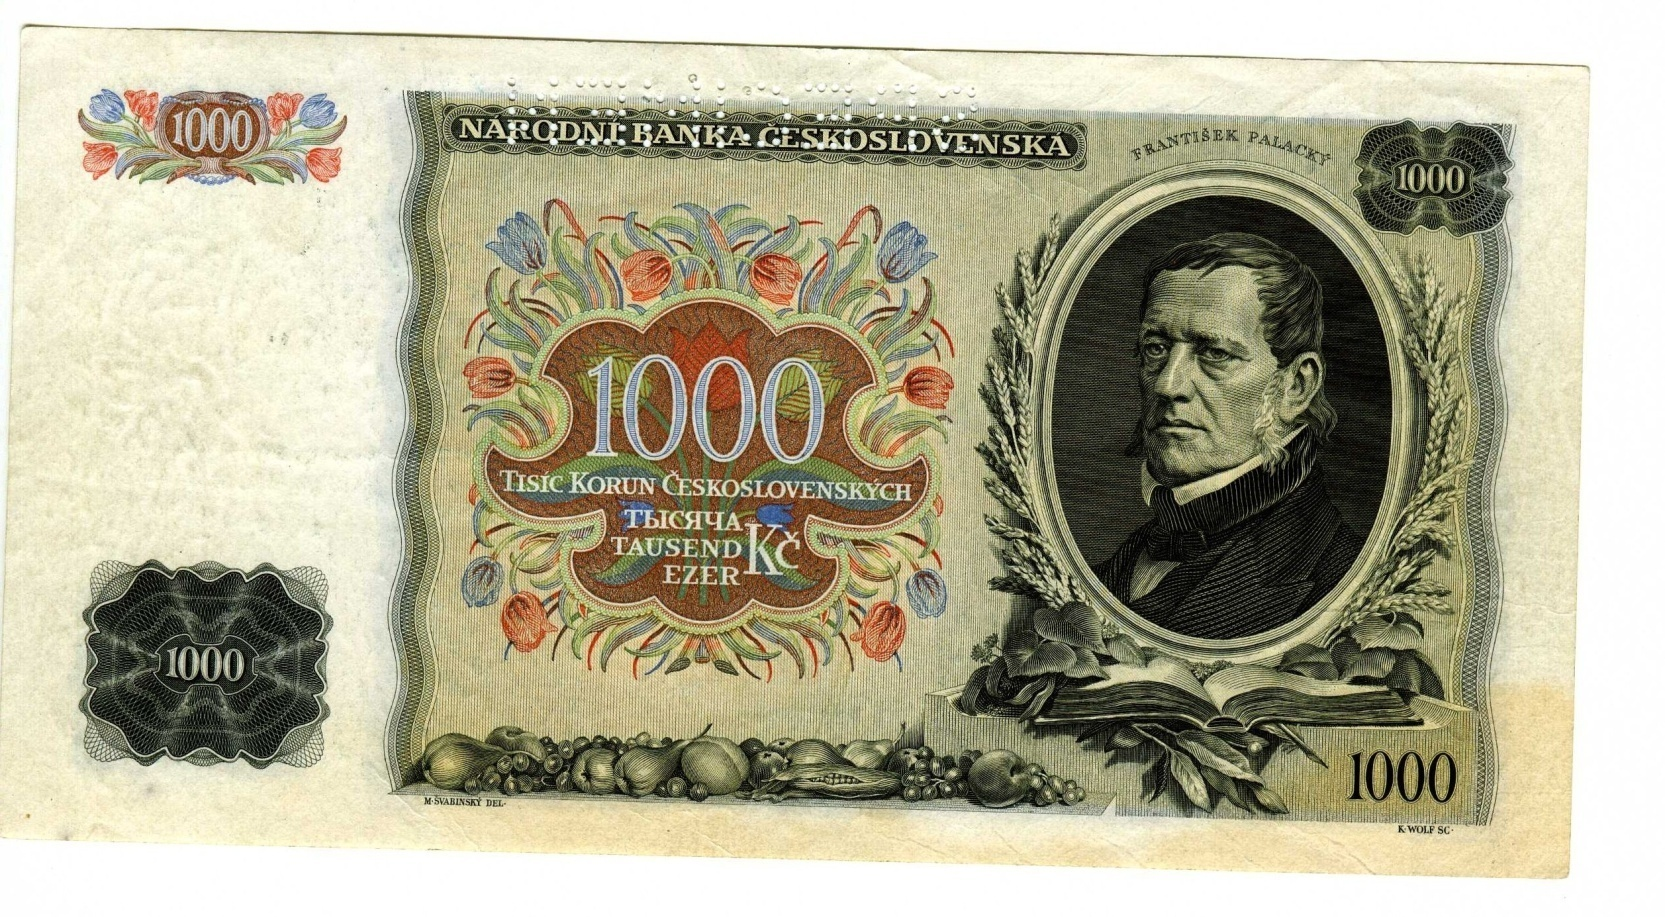 1000
NÁRODNÍ BANKA ČESKOSLOVENSKÁ
FRANTIŠEK PALACKÝ
1000
1000
TISÍC KORUN ČESKOSLOVENSKÝCH
ТЫСЯЧА
TAUSEND Kč
EZER
1000
1000
M·SVABINSKÝ DEL·
K·WOLF SC·